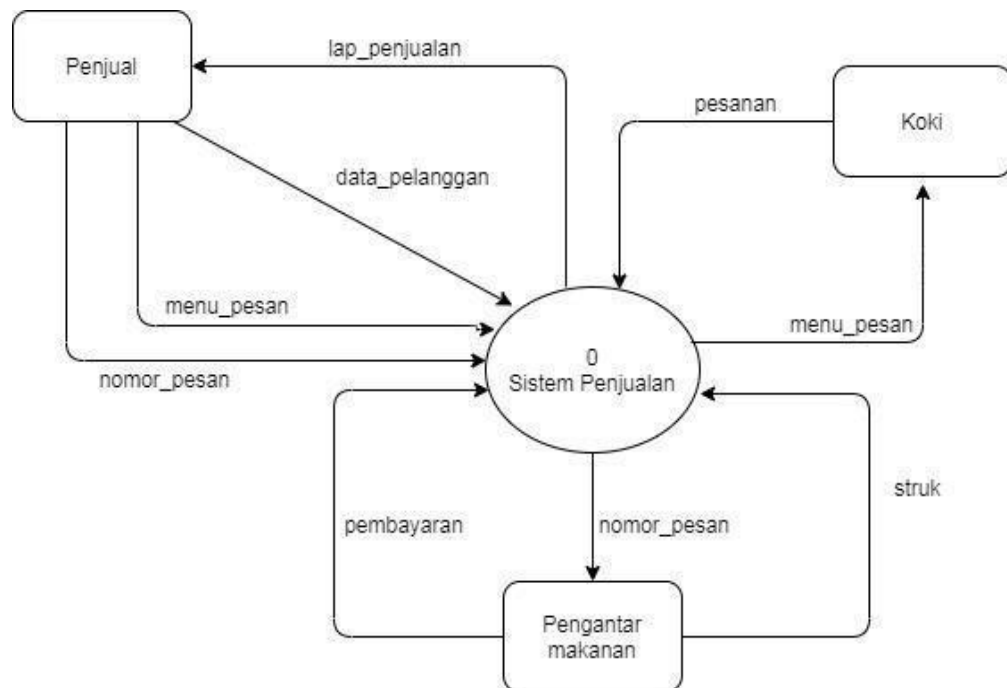 lap_penjualan
Penjual
pesanan
Koki
data_pelanggan
menu_pesan
menu_pesan
0
Sistem Penjualan
nomor_pesan
struk
pembayaran
nomor_pesan
Pengantar
makanan